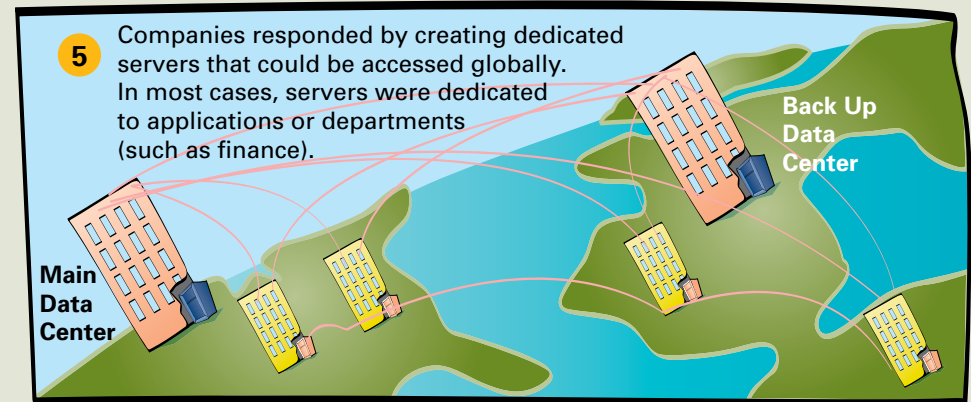 5
Companies responded by creating dedicated
servers that could be accessed globally.
In most cases, servers were dedicated
to applications or departments
(such as finance).
Back Up
Data
Center
Main
Data
Center